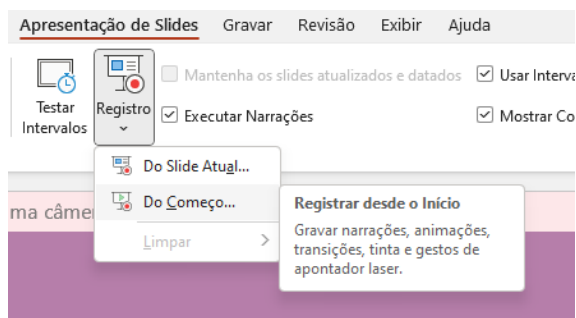 Apresentação de Slides Gravar Revisão Exibir Ajuda
Testar Intervalos
Registro
Mantenha os slides atualizados e datados
Usar Interva
Executar Narrações
Mostrar Co
Do Slide Atual...
Do Começo...
Limpar
Registrar desde o Início
Gravar narrações, animações,
transições, tinta e gestos de
apontador laser.
ma câme